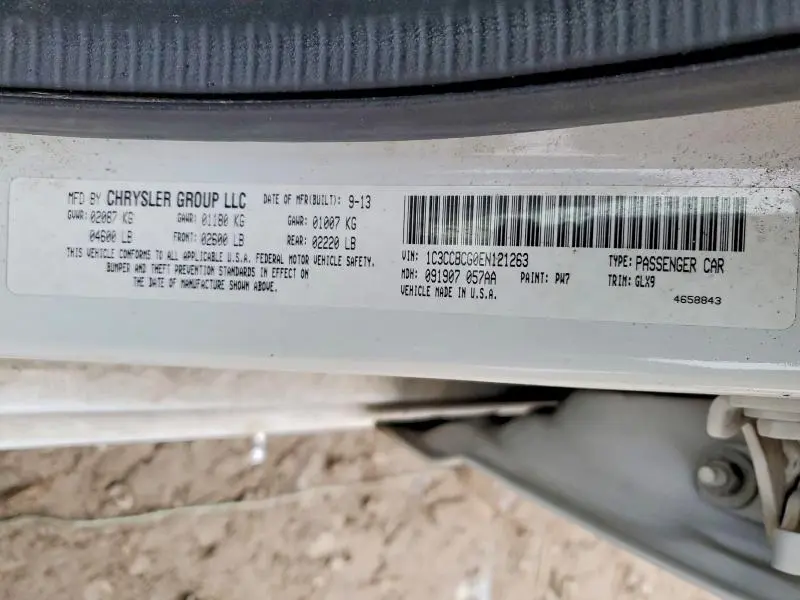 MFD BY CHRYSLER GROUP LLC DATE OF MFR(BUILT): 9-13
GVWR: 02087 KG GAWR: 01180 KG GAWR: 01007 KG
04600 LB FRONT: 02600 LB REAR: 02220 LB
THIS VEHICLE CONFORMS TO ALL APPLICABLE U.S.A. FEDERAL MOTOR VEHICLE SAFETY,
BUMPER AND THEFT PREVENTION STANDARDS IN EFFECT ON
THE DATE OF MANUFACTURE SHOWN ABOVE.
VIN: 1C3CCBCG0EN121263 TYPE: PASSENGER CAR
MDH: 091907 057AA PAINT: PW7 TRIM: GLX9
VEHICLE MADE IN U.S.A. 4658843